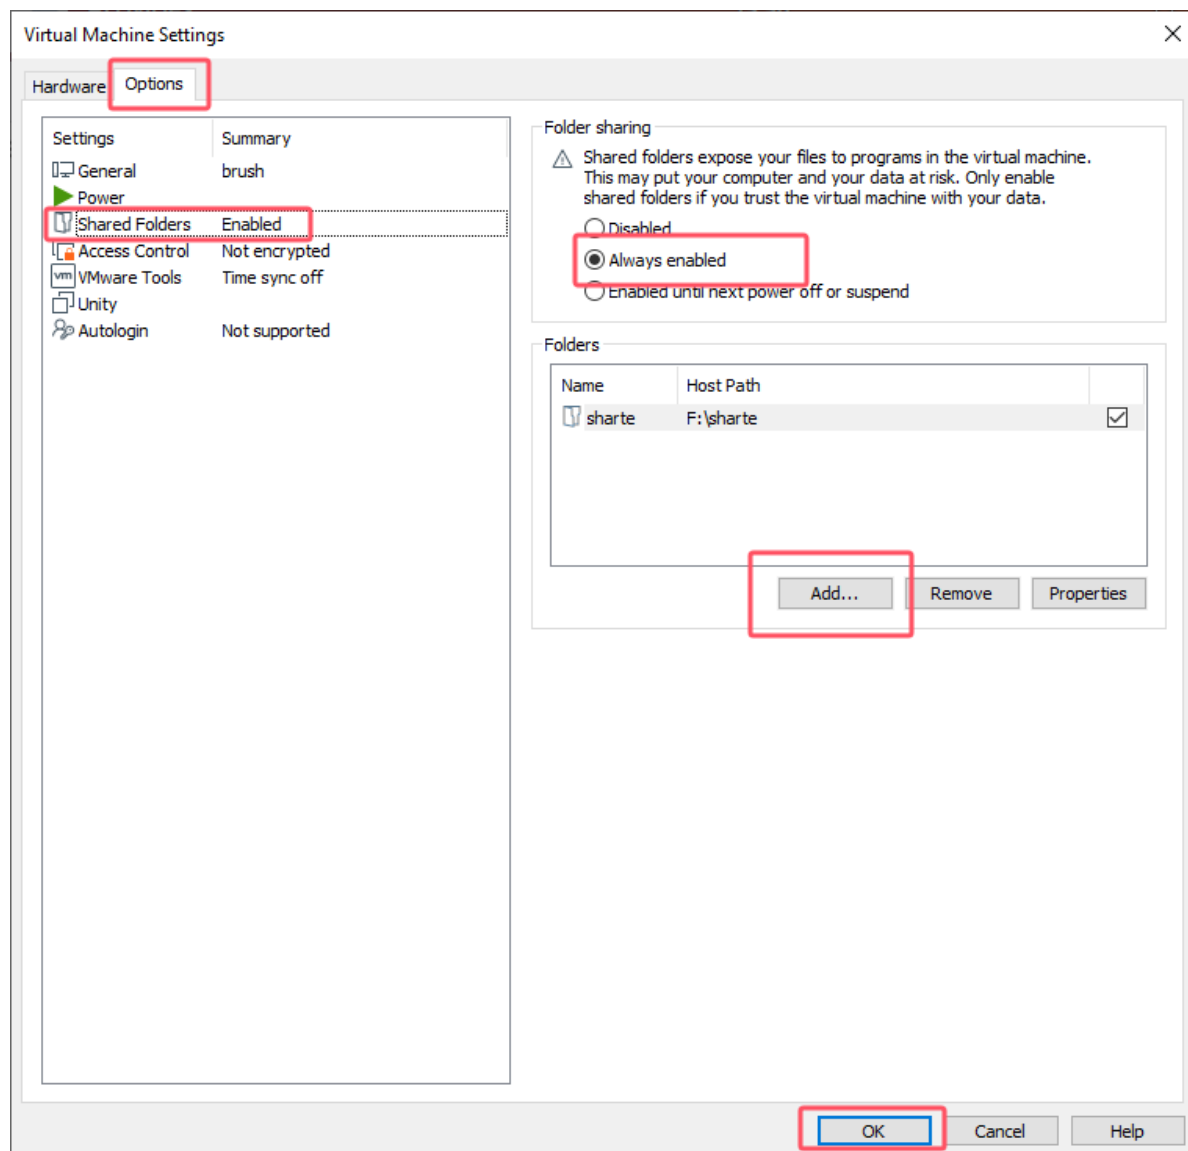 Virtual Machine Settings
Hardware Options
Settings Summary
General brush
Power
Shared Folders Enabled
Access Control Not encrypted
vm VMware Tools Time sync off
Unity
Autologin Not supported
Folder sharing
Shared folders expose your files to programs in the virtual machine.
This may put your computer and your data at risk. Only enable
shared folders if you trust the virtual machine with your data.
Disabled
Always enabled
Enabled until next power off or suspend
Folders
Name Host Path
sharte F:\sharte
Add... Remove Properties
OK Cancel Help